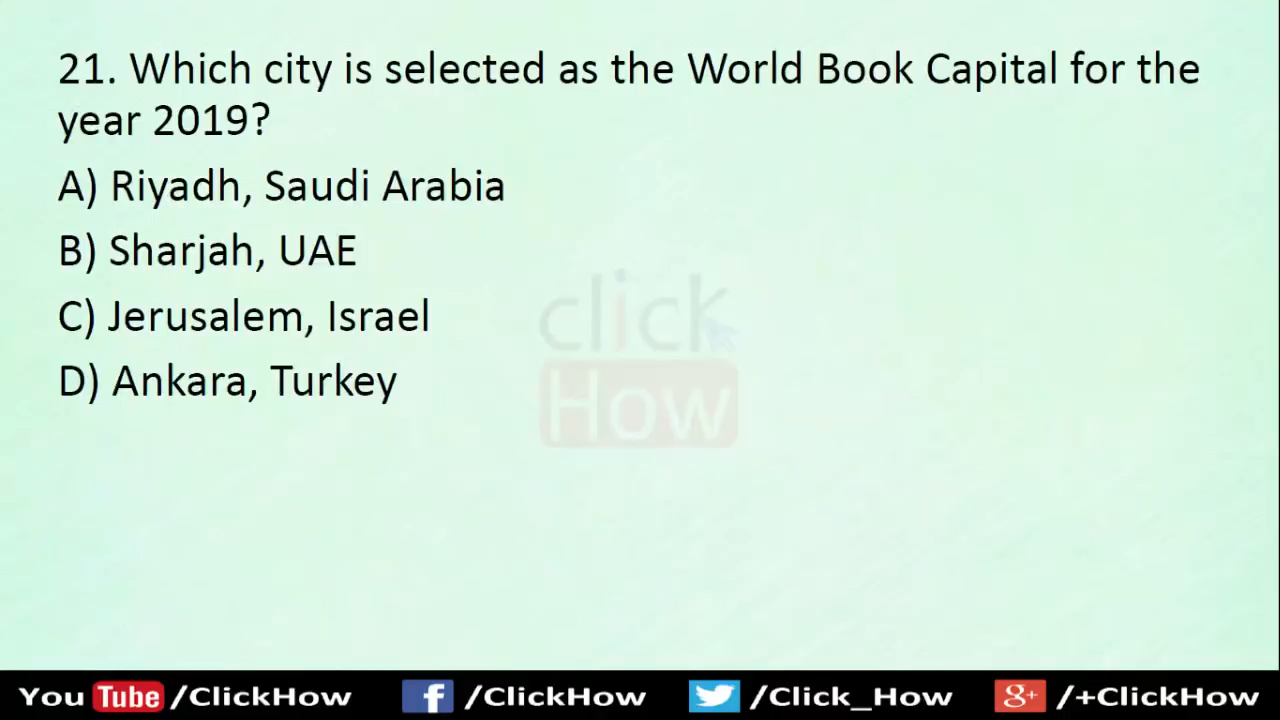 21. Which city is selected as the World Book Capital for the
year 2019?
A) Riyadh, Saudi Arabia
B) Sharjah, UAE
C) Jerusalem, Israel
D) Ankara, Turkey
click
How
You Tube /ClickHow f /ClickHow /Click_How g+ /+ClickHow